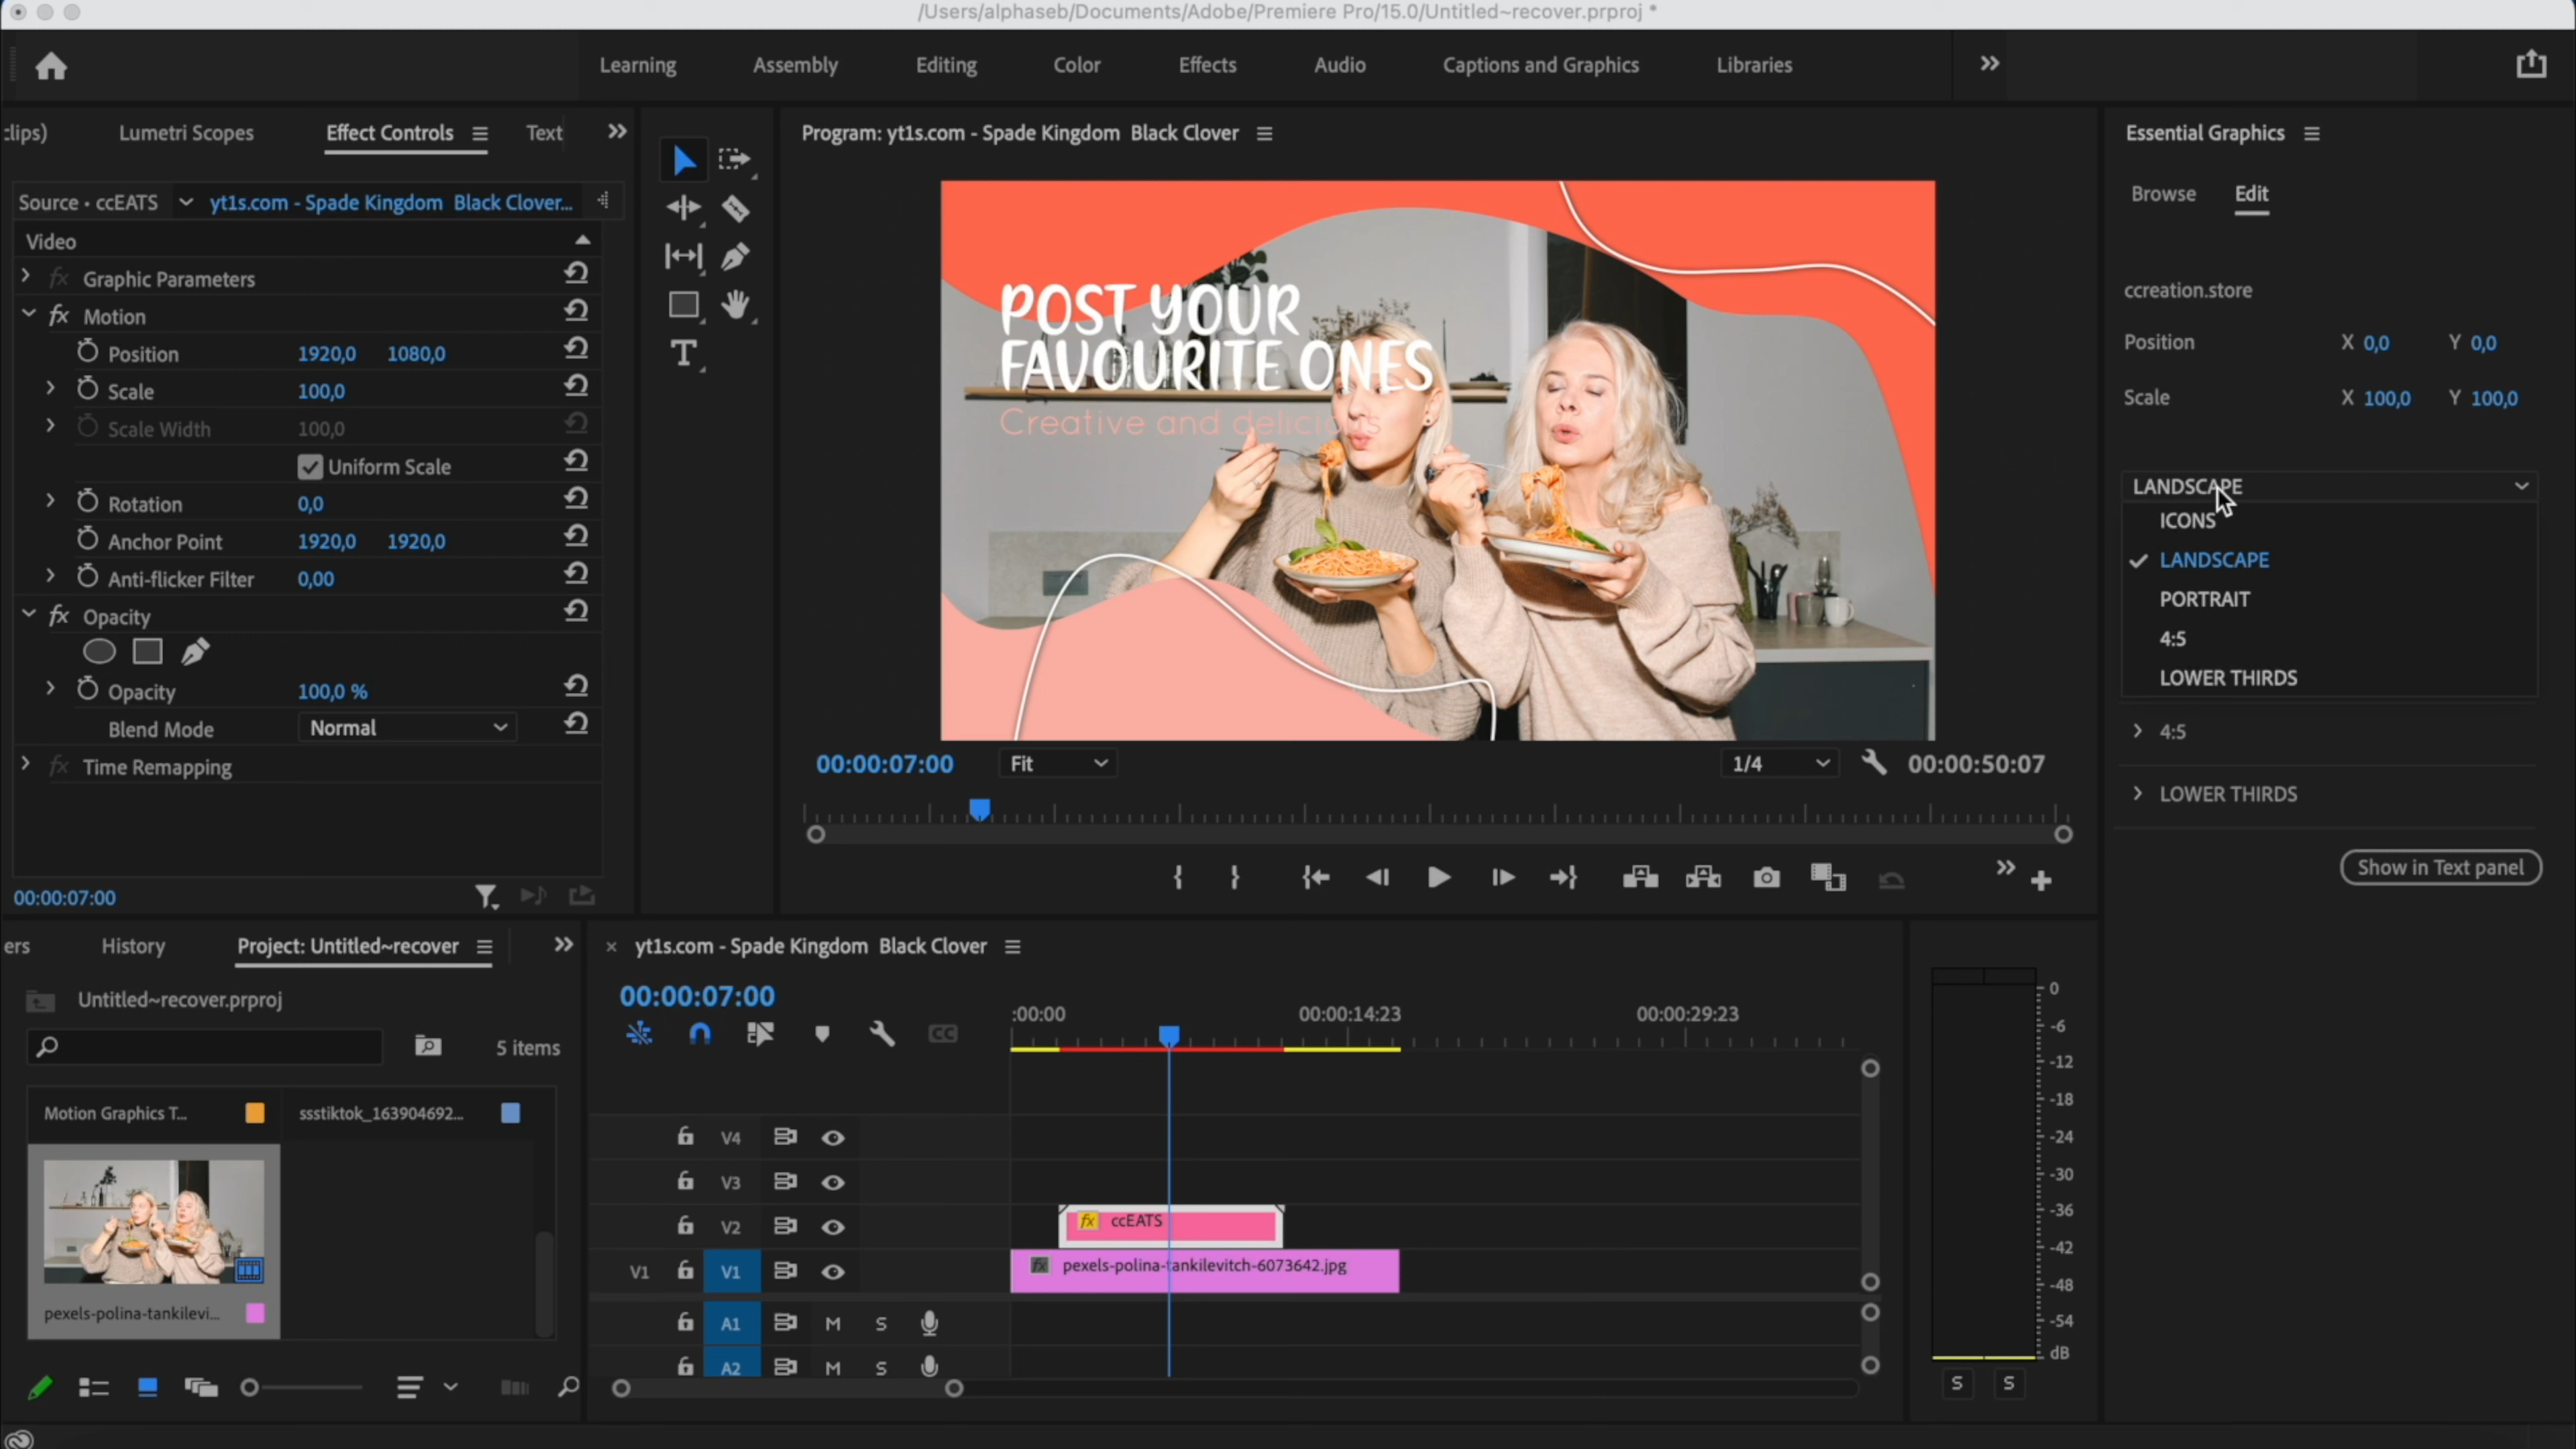 /Users/alphaseb/Documents/Adobe/Premiere Pro/15.0/Untitled~recover.prproj *
Learning Assembly Editing Color Effects Audio Captions and Graphics Libraries
clips) Lumetri Scopes Effect Controls Text
Source • ccEATS yt1s.com - Spade Kingdom Black Clover...
Video
fx Graphic Parameters
fx Motion
Position 1920,0 1080,0
Scale 100,0
Scale Width 100,0
Uniform Scale
Rotation 0,0
Anchor Point 1920,0 1920,0
Anti-flicker Filter 0,00
fx Opacity
Opacity 100,0 %
Blend Mode Normal
fx Time Remapping
00:00:07:00
T
Program: yt1s.com - Spade Kingdom Black Clover
POST YOUR
FAVOURITE ONES
Creative and delicious
00:00:07:00 Fit 1/4 00:00:50:07
Essential Graphics
Browse Edit
ccreation.store
Position X 0,0 Y 0,0
Scale X 100,0 Y 100,0
LANDSCAPE
ICONS
LANDSCAPE
PORTRAIT
4:5
LOWER THIRDS
4:5
LOWER THIRDS
Show in Text panel
ers History Project: Untitled~recover
Untitled~recover.prproj
5 items
Motion Graphics T... ssstiktok_163904692...
pexels-polina-tankilevi...
yt1s.com - Spade Kingdom Black Clover
00:00:07:00
:00:00 00:00:14:23 00:00:29:23
CC
V4
V3
V2 fx ccEATS
V1 V1 fx pexels-polina-tankilevitch-6073642.jpg
A1 M S
A2 M S
0
-6
-12
-18
-24
-30
-36
-42
-48
-54
dB
S S